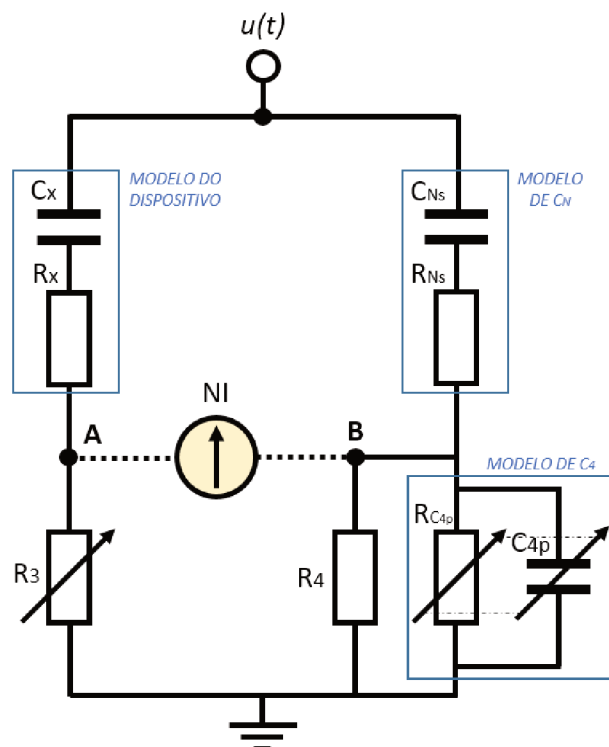 u(t)
MODELO DO
DISPOSITIVO
MODELO
DE CN
Cx
CNs
Rx
RNs
NI
A
B
MODELO DE C4
RC4p
C4p
R3
R4